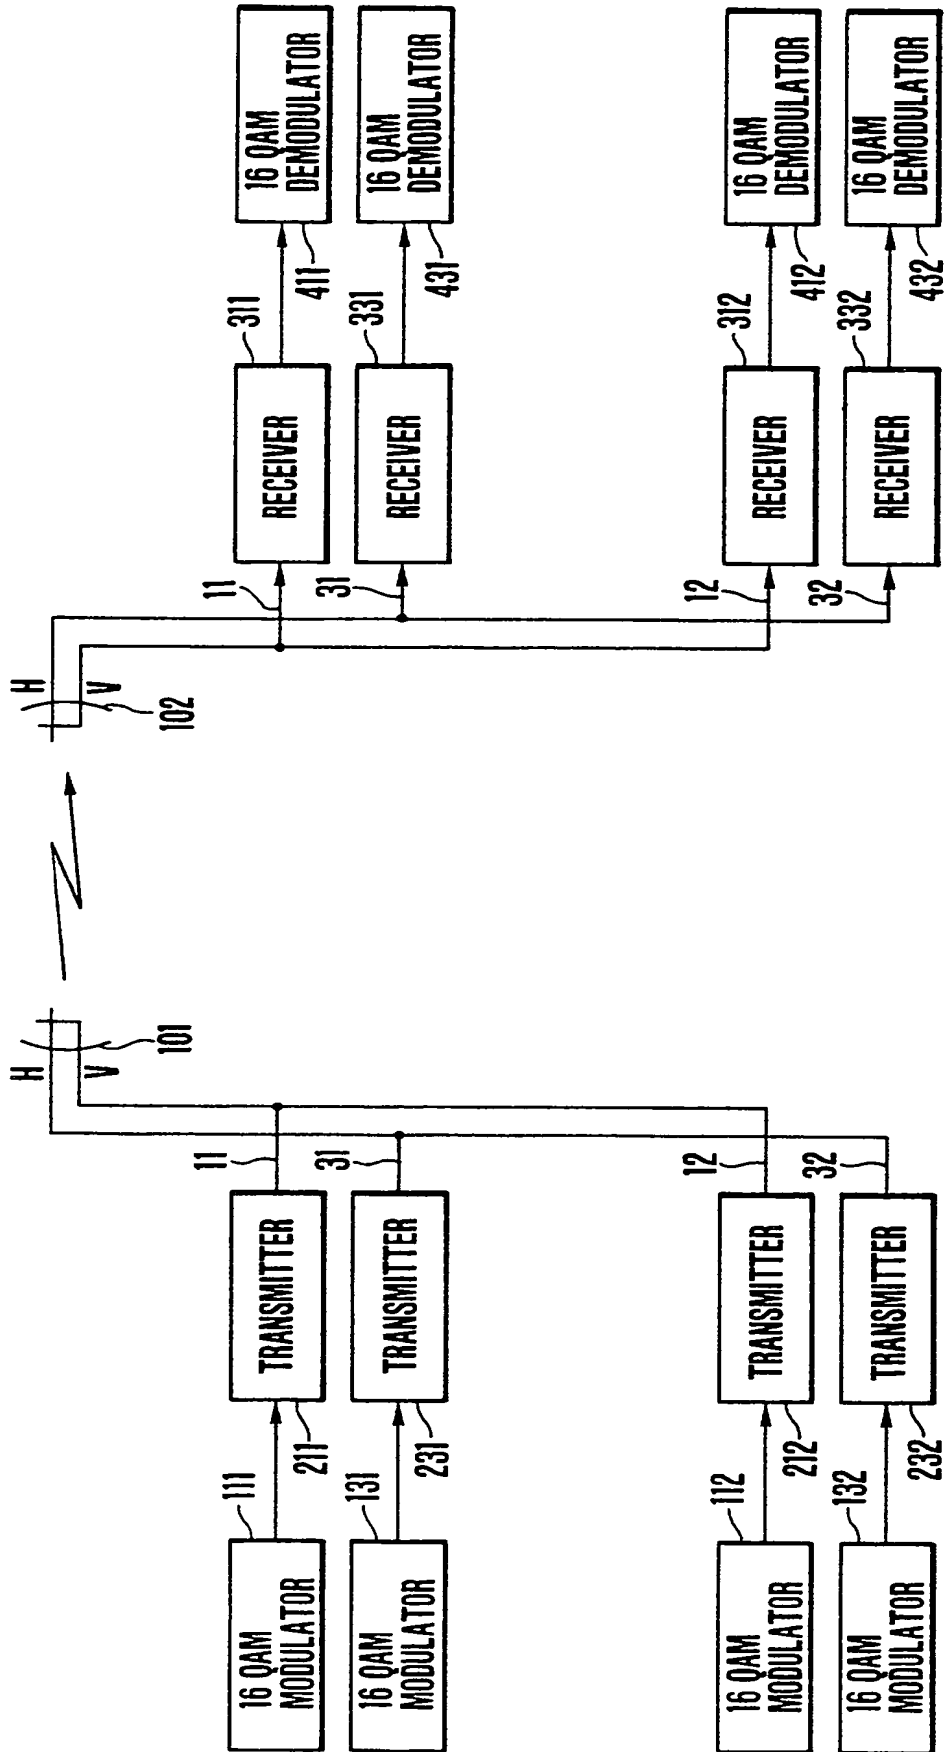 H
V
101
H
V
102
16 QAM
MODULATOR
111
TRANSMITTER
211
11
11
RECEIVER
311
16 QAM
DEMODULATOR
411
16 QAM
MODULATOR
131
TRANSMITTER
231
31
31
RECEIVER
331
16 QAM
DEMODULATOR
431
16 QAM
MODULATOR
112
TRANSMITTER
212
12
12
RECEIVER
312
16 QAM
DEMODULATOR
412
16 QAM
MODULATOR
132
TRANSMITTER
232
32
32
RECEIVER
332
16 QAM
DEMODULATOR
432